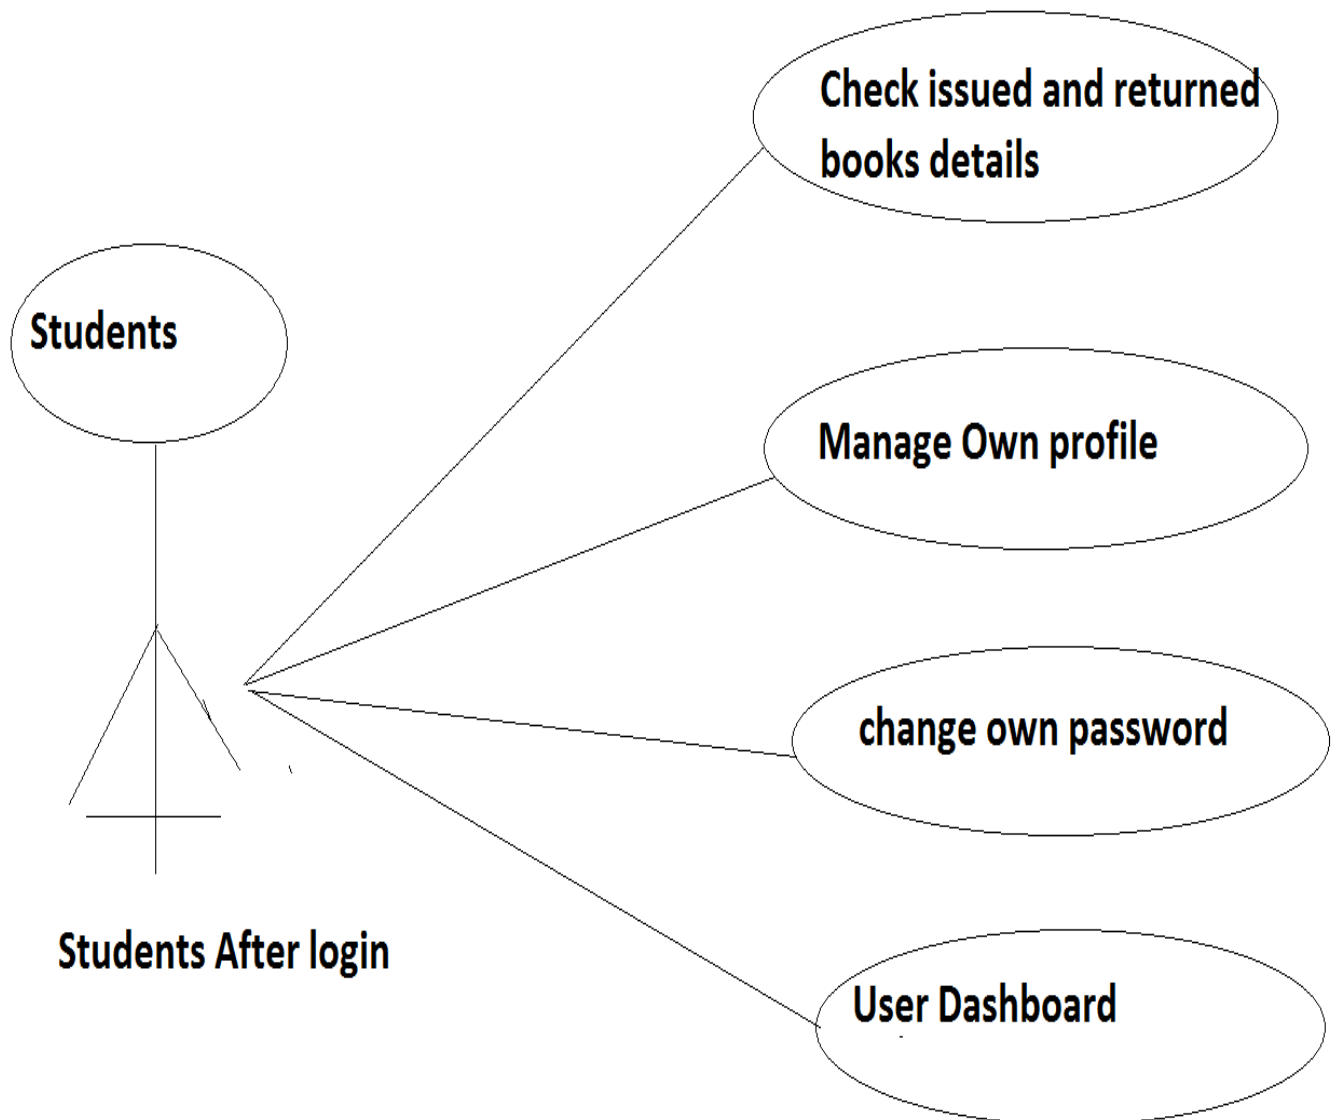 Check issued and returned
books details
Students
Manage Own profile
change own password
Students After login
User Dashboard